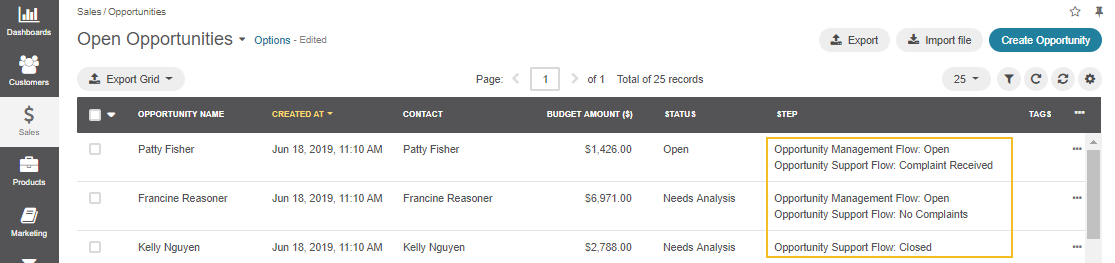 Dashboards
Customers
$
Sales
Products
Marketing
Sales / Opportunities
Open Opportunities
Options - Edited
Export
Import file
Create Opportunity
Export Grid
Page: 1 of 1 Total of 25 records
25
OPPORTUNITY NAME CREATED AT CONTACT BUDGET AMOUNT ($) STATUS STEP TAGS
Patty Fisher Jun 18, 2019, 11:10 AM Patty Fisher $1,426.00 Open Opportunity Management Flow: Open
Opportunity Support Flow: Complaint Received
Francine Reasoner Jun 18, 2019, 11:10 AM Francine Reasoner $6,971.00 Needs Analysis Opportunity Management Flow: Open
Opportunity Support Flow: No Complaints
Kelly Nguyen Jun 18, 2019, 11:10 AM Kelly Nguyen $2,788.00 Needs Analysis Opportunity Support Flow: Closed